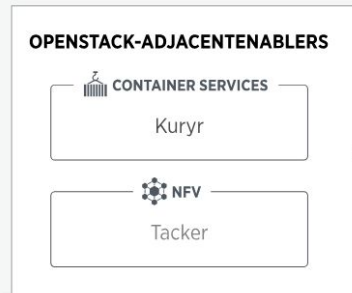 OPENSTACK-ADJACENTENABLERS
CONTAINER SERVICES
Kuryr
NFV
Tacker